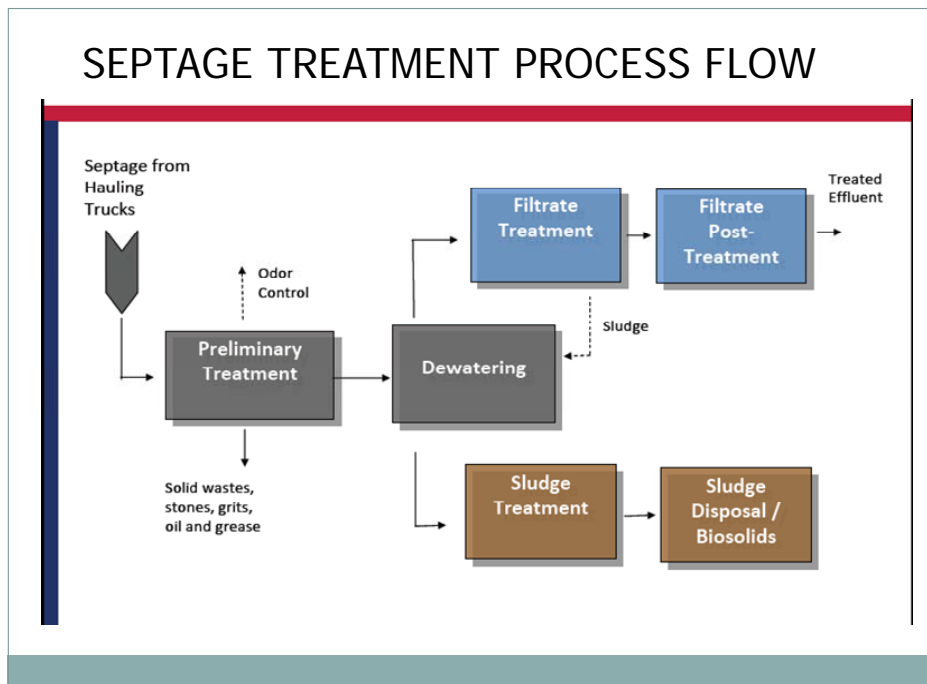 SEPTAGE TREATMENT PROCESS FLOW
Septage from
Hauling
Trucks
Odor
Control
Preliminary
Treatment
Solid wastes,
stones, grits,
oil and grease
Dewatering
Filtrate
Treatment
Filtrate
Post-
Treatment
Treated
Effluent
Sludge
Sludge
Treatment
Sludge
Disposal /
Biosolids